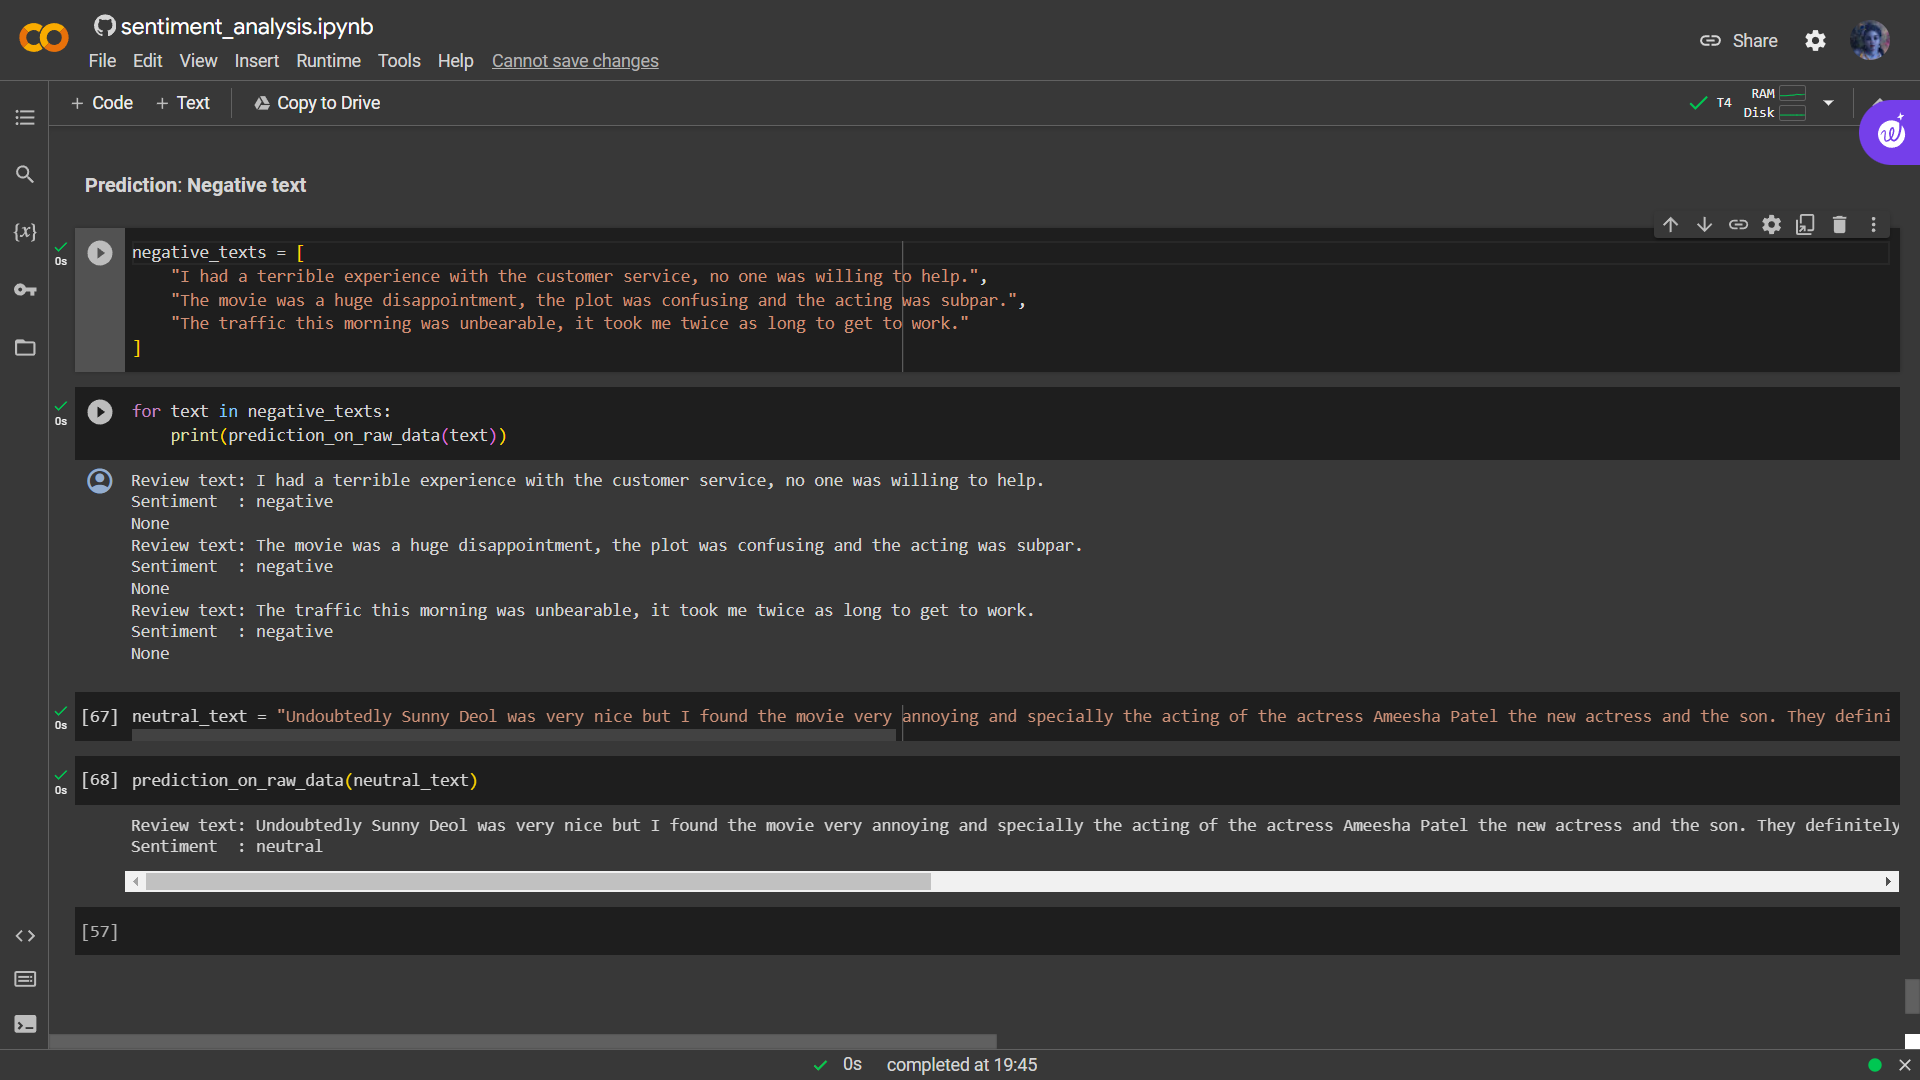 sentiment_analysis.ipynb
File Edit View Insert Runtime Tools Help Cannot save changes
Share
+ Code + Text Copy to Drive
T4 RAM
Disk
Prediction: Negative text
0s
negative_texts = [
    "I had a terrible experience with the customer service, no one was willing to help.",
    "The movie was a huge disappointment, the plot was confusing and the acting was subpar.",
    "The traffic this morning was unbearable, it took me twice as long to get to work."
]
0s
for text in negative_texts:
    print(prediction_on_raw_data(text))
Review text: I had a terrible experience with the customer service, no one was willing to help.
Sentiment  : negative
None
Review text: The movie was a huge disappointment, the plot was confusing and the acting was subpar.
Sentiment  : negative
None
Review text: The traffic this morning was unbearable, it took me twice as long to get to work.
Sentiment  : negative
None
0s
[67] neutral_text = "Undoubtedly Sunny Deol was very nice but I found the movie very annoying and specially the acting of the actress Ameesha Patel the new actress and the son. They defini
0s
[68] prediction_on_raw_data(neutral_text)
Review text: Undoubtedly Sunny Deol was very nice but I found the movie very annoying and specially the acting of the actress Ameesha Patel the new actress and the son. They definitely
Sentiment  : neutral
[57]
0s completed at 19:45